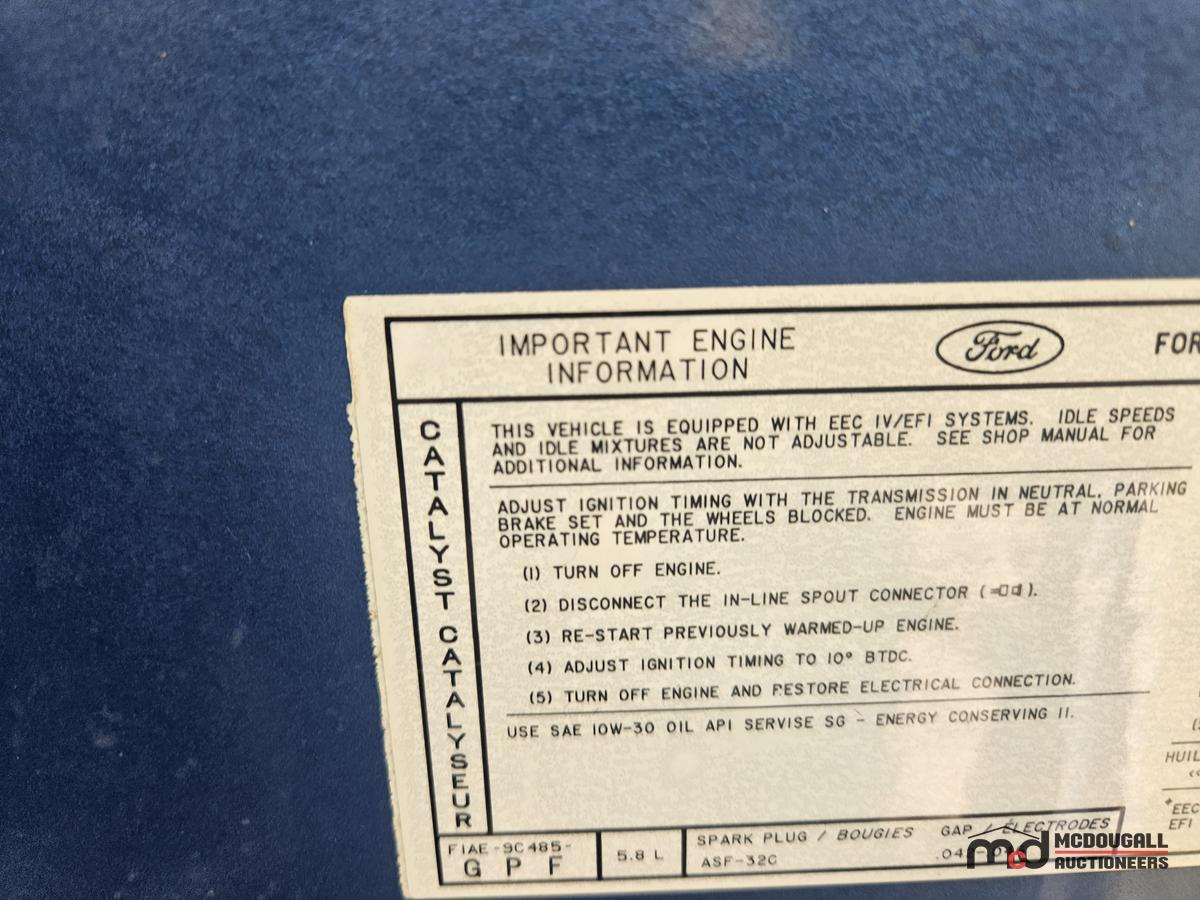 IMPORTANT ENGINE
INFORMATION
Ford
FOR
CATALYST CATALYSEUR
THIS VEHICLE IS EQUIPPED WITH EEC IV/EFI SYSTEMS. IDLE SPEEDS
AND IDLE MIXTURES ARE NOT ADJUSTABLE. SEE SHOP MANUAL FOR
ADDITIONAL INFORMATION.
ADJUST IGNITION TIMING WITH THE TRANSMISSION IN NEUTRAL, PARKING
BRAKE SET AND THE WHEELS BLOCKED. ENGINE MUST BE AT NORMAL
OPERATING TEMPERATURE.
(1) TURN OFF ENGINE.
(2) DISCONNECT THE IN-LINE SPOUT CONNECTOR ( ).
(3) RE-START PREVIOUSLY WARMED-UP ENGINE.
(4) ADJUST IGNITION TIMING TO 10° BTDC.
(5) TURN OFF ENGINE AND RESTORE ELECTRICAL CONNECTION.
USE SAE 10W-30 OIL API SERVISE SG - ENERGY CONSERVING II.
HUIL
«
*EEC
EFI
F1AE-9C485-
G P F
5.8 L
SPARK PLUG / BOUGIES GAP / ÉLECTRODES
ASF-32C
mcd MCDOUGALL
AUCTIONEERS